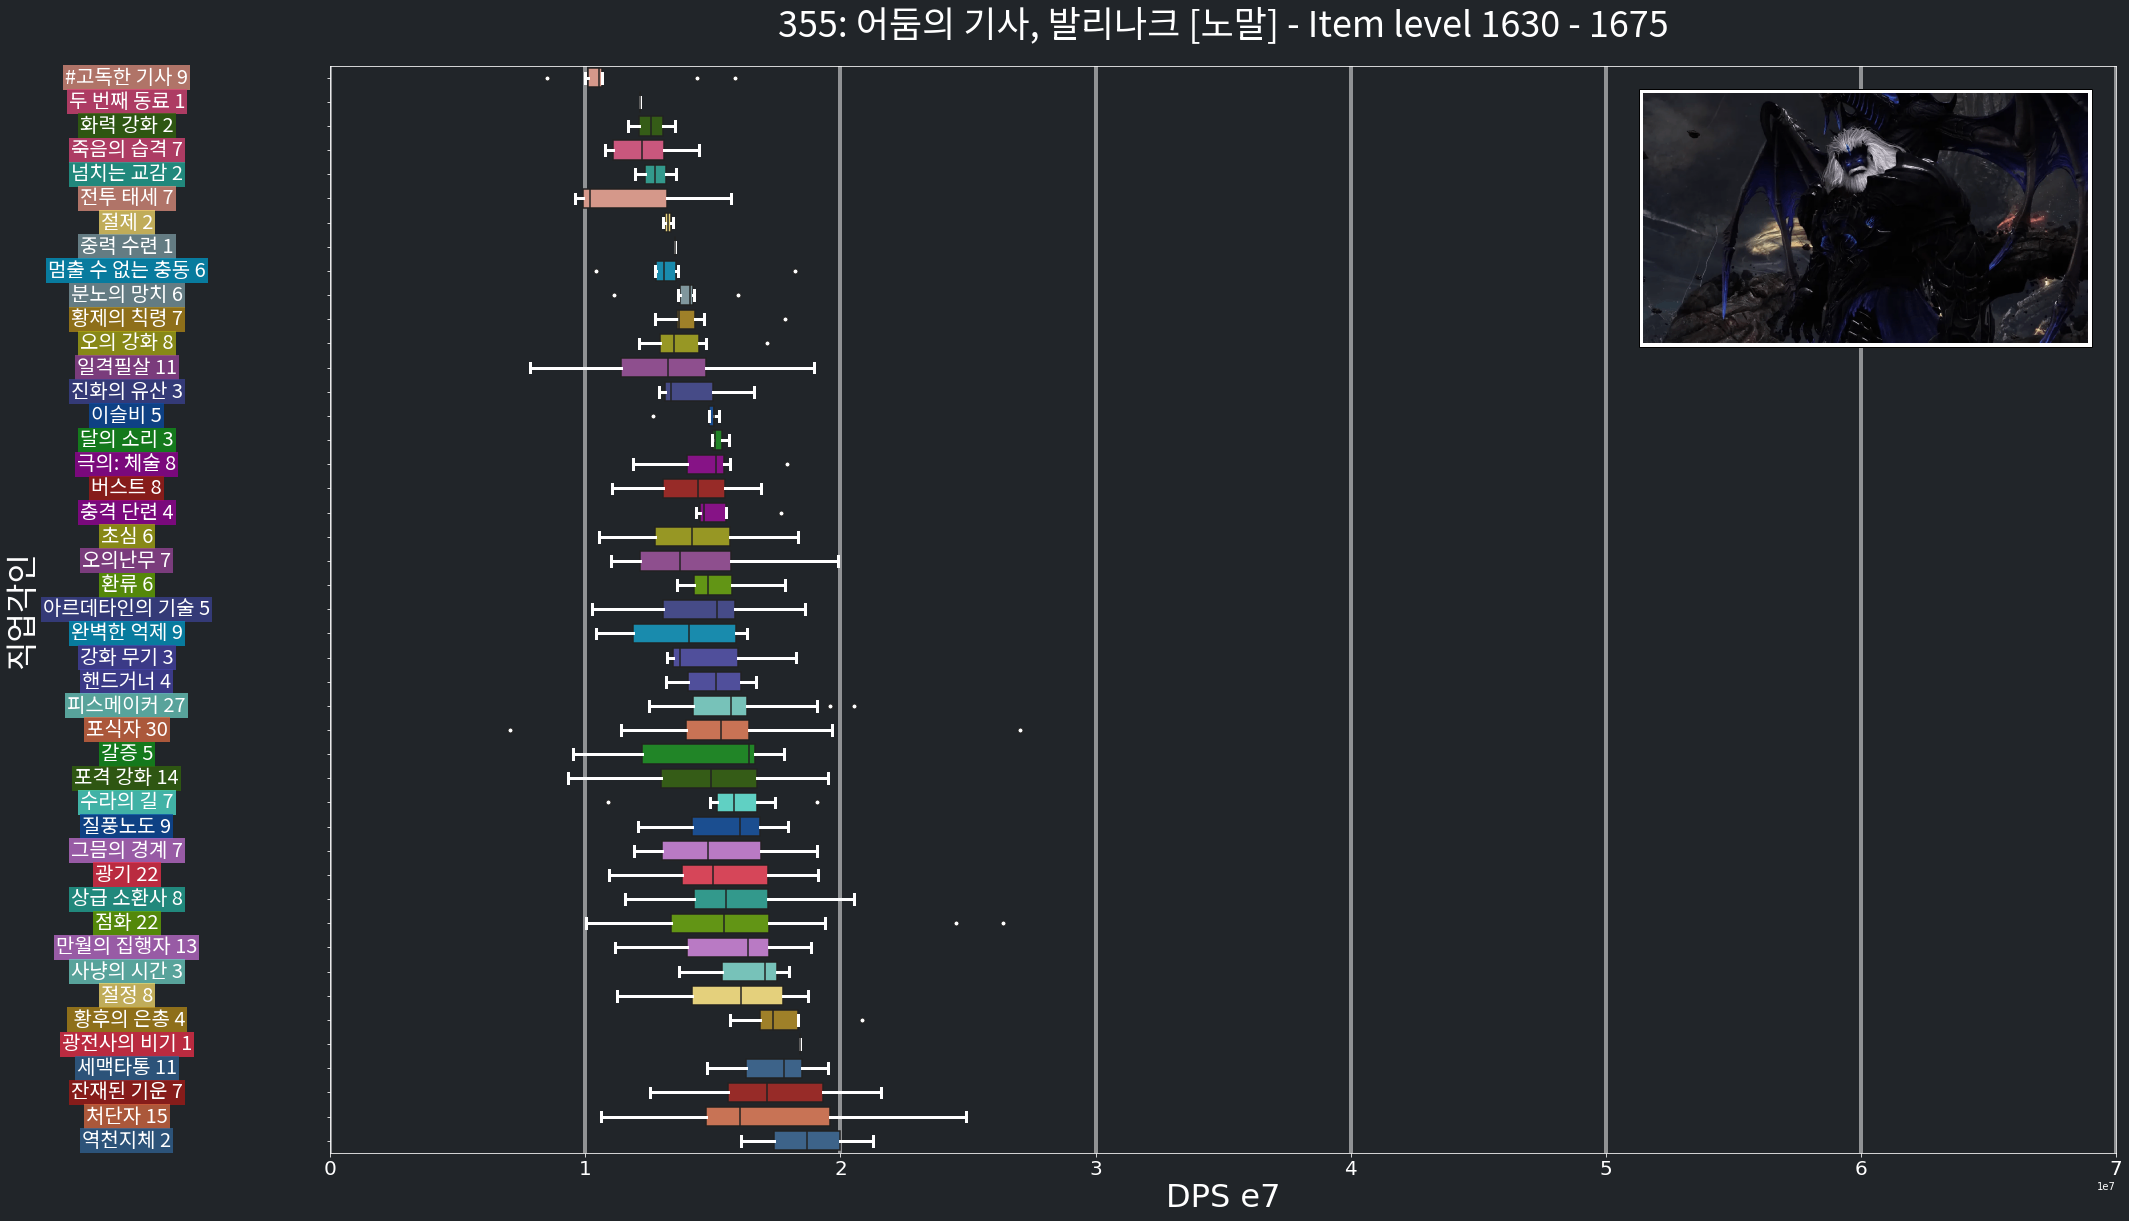 355: 어둠의 기사, 발리나크 [노말] - Item level 1630 - 1675
#고독한 기사 9
두 번째 동료 1
화력 강화 2
죽음의 습격 7
넘치는 교감 2
전투 태세 7
절제 2
중력 수련 1
멈출 수 없는 충동 6
분노의 망치 6
황제의 칙령 7
오의 강화 8
일격필살 11
진화의 유산 3
이슬비 5
달의 소리 3
극의: 체술 8
버스트 8
충격 단련 4
초심 6
오의난무 7
환류 6
아르데타인의 기술 5
완벽한 억제 9
강화 무기 3
핸드거너 4
피스메이커 27
포식자 30
갈증 5
포격 강화 14
수라의 길 7
질풍노도 9
그믐의 경계 7
광기 22
상급 소환사 8
점화 22
만월의 집행자 13
사냥의 시간 3
절정 8
황후의 은총 4
광전사의 비기 1
세맥타통 11
잔재된 기운 7
처단자 15
역천지체 2
직업각인
0 1 2 3 4 5 6 7
1e7
DPS e7